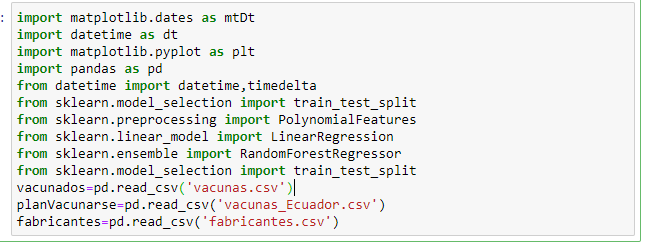 :
import matplotlib.dates as mtDt
import datetime as dt
import matplotlib.pyplot as plt
import pandas as pd
from datetime import datetime,timedelta
from sklearn.model_selection import train_test_split
from sklearn.preprocessing import PolynomialFeatures
from sklearn.linear_model import LinearRegression
from sklearn.ensemble import RandomForestRegressor
from sklearn.model_selection import train_test_split
vacunados=pd.read_csv('vacunas.csv')
planVacunarse=pd.read_csv('vacunas_Ecuador.csv')
fabricantes=pd.read_csv('fabricantes.csv')